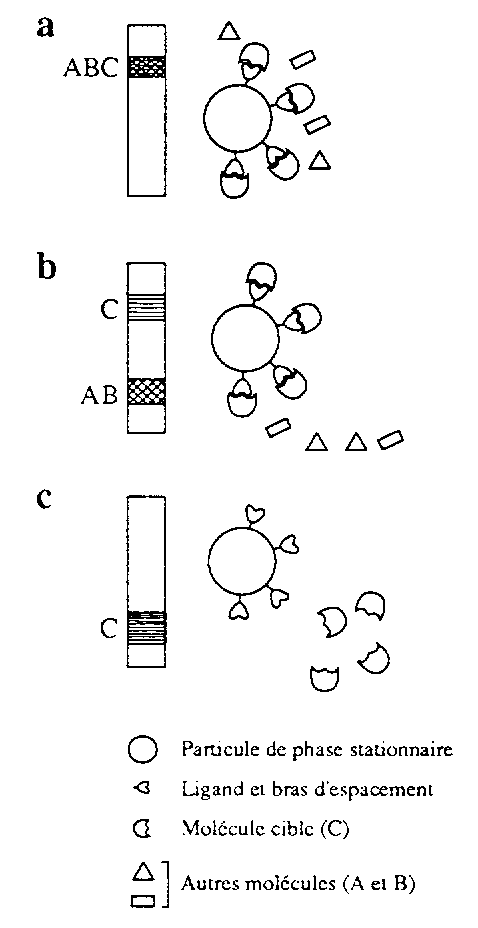 a
ABC
b
C
AB
c
C
Particule de phase stationnaire
Ligand et bras d'espacement
Molécule cible (C)
Autres molécules (A et B)